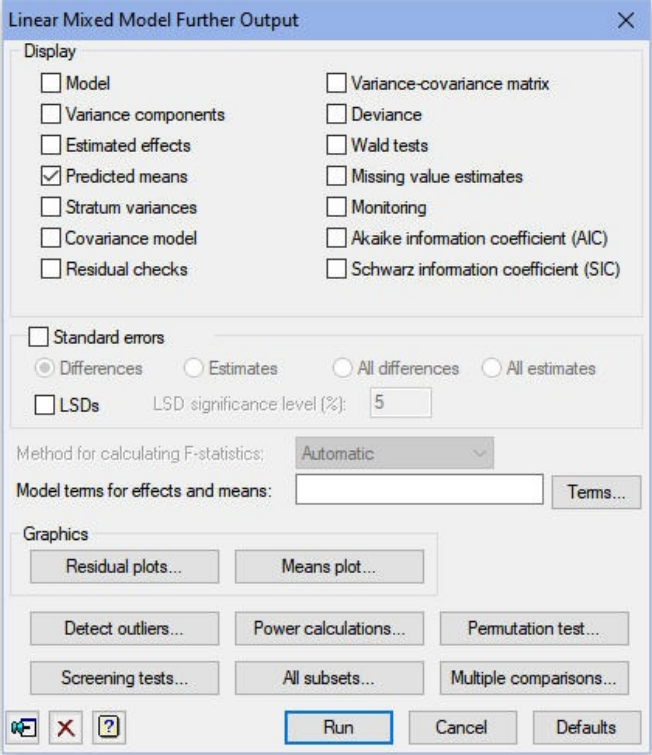 Linear Mixed Model Further Output
Display
Model
Variance-covariance matrix
Variance components
Deviance
Estimated effects
Wald tests
Predicted means
Missing value estimates
Stratum variances
Monitoring
Covariance model
Akaike information coefficient (AIC)
Residual checks
Schwarz information coefficient (SIC)
Standard errors
Differences Estimates All differences All estimates
LSDs LSD significance level (%): 5
Method for calculating F-statistics: Automatic
Model terms for effects and means: Terms...
Graphics
Residual plots... Means plot...
Detect outliers... Power calculations... Permutation test...
Screening tests... All subsets... Multiple comparisons...
? Run Cancel Defaults